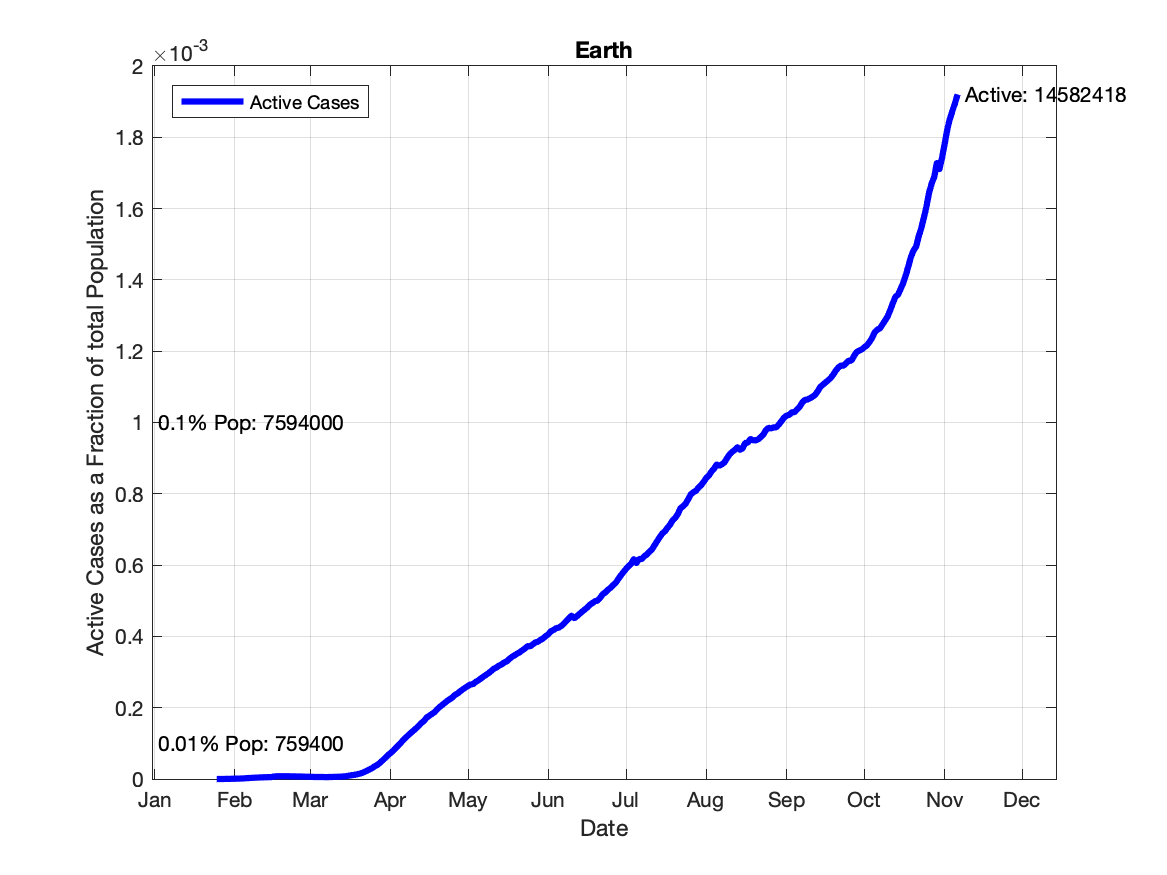 Earth
×10-3
2
1.8
1.6
1.4
1.2
1
0.8
0.6
0.4
0.2
0
Active Cases
Active: 14582418
0.1% Pop: 7594000
0.01% Pop: 759400
Active Cases as a Fraction of total Population
Jan Feb Mar Apr May Jun Jul Aug Sep Oct Nov Dec
Date